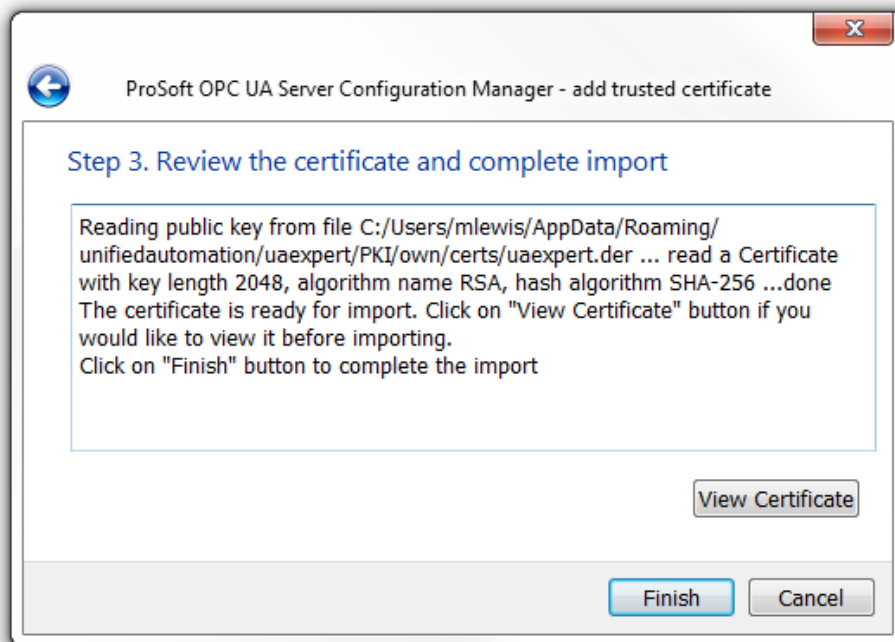 ProSoft OPC UA Server Configuration Manager - add trusted certificate
Step 3. Review the certificate and complete import
Reading public key from file C:/Users/mlewis/AppData/Roaming/
unifiedautomation/uaexpert/PKI/own/certs/uaexpert.der ... read a Certificate
with key length 2048, algorithm name RSA, hash algorithm SHA-256 ...done
The certificate is ready for import. Click on "View Certificate" button if you
would like to view it before importing.
Click on "Finish" button to complete the import
View Certificate
Finish
Cancel